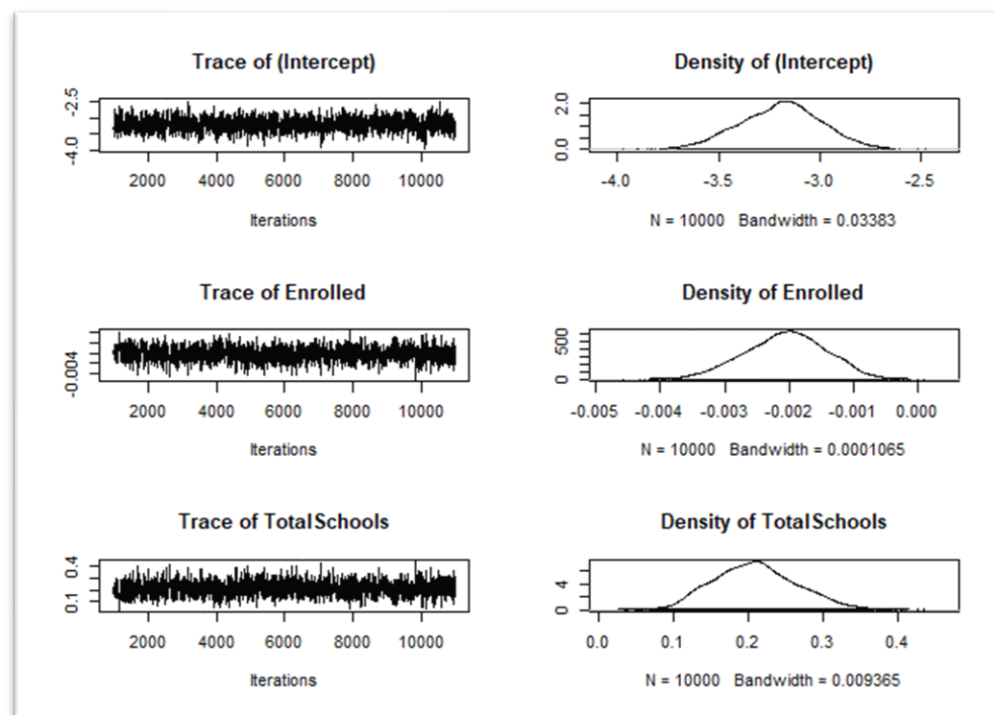 Trace of (Intercept)
-2.5
-4.0
2000 4000 6000 8000 10000
Iterations
Density of (Intercept)
2.0
0.0
-4.0 -3.5 -3.0 -2.5
N = 10000 Bandwidth = 0.03383
Trace of Enrolled
-0.004
2000 4000 6000 8000 10000
Iterations
Density of Enrolled
500
0
-0.005 -0.004 -0.003 -0.002 -0.001 0.000
N = 10000 Bandwidth = 0.0001065
Trace of TotalSchools
0.4
0.1
2000 4000 6000 8000 10000
Iterations
Density of TotalSchools
4
0
0.0 0.1 0.2 0.3 0.4
N = 10000 Bandwidth = 0.009365